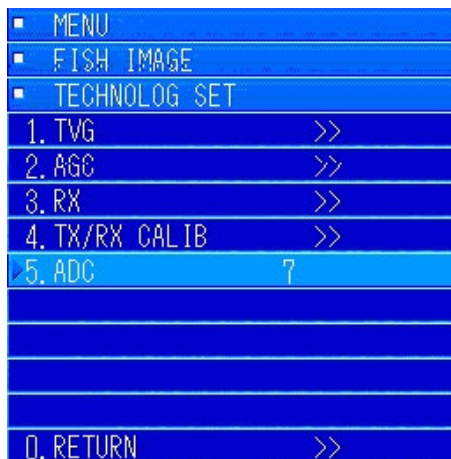 MENU
FISH IMAGE
TECHNOLOG SET
1. TVG >>
2. AGC >>
3. RX >>
4. TX/RX CALIB >>
5. ADC 7
0. RETURN >>